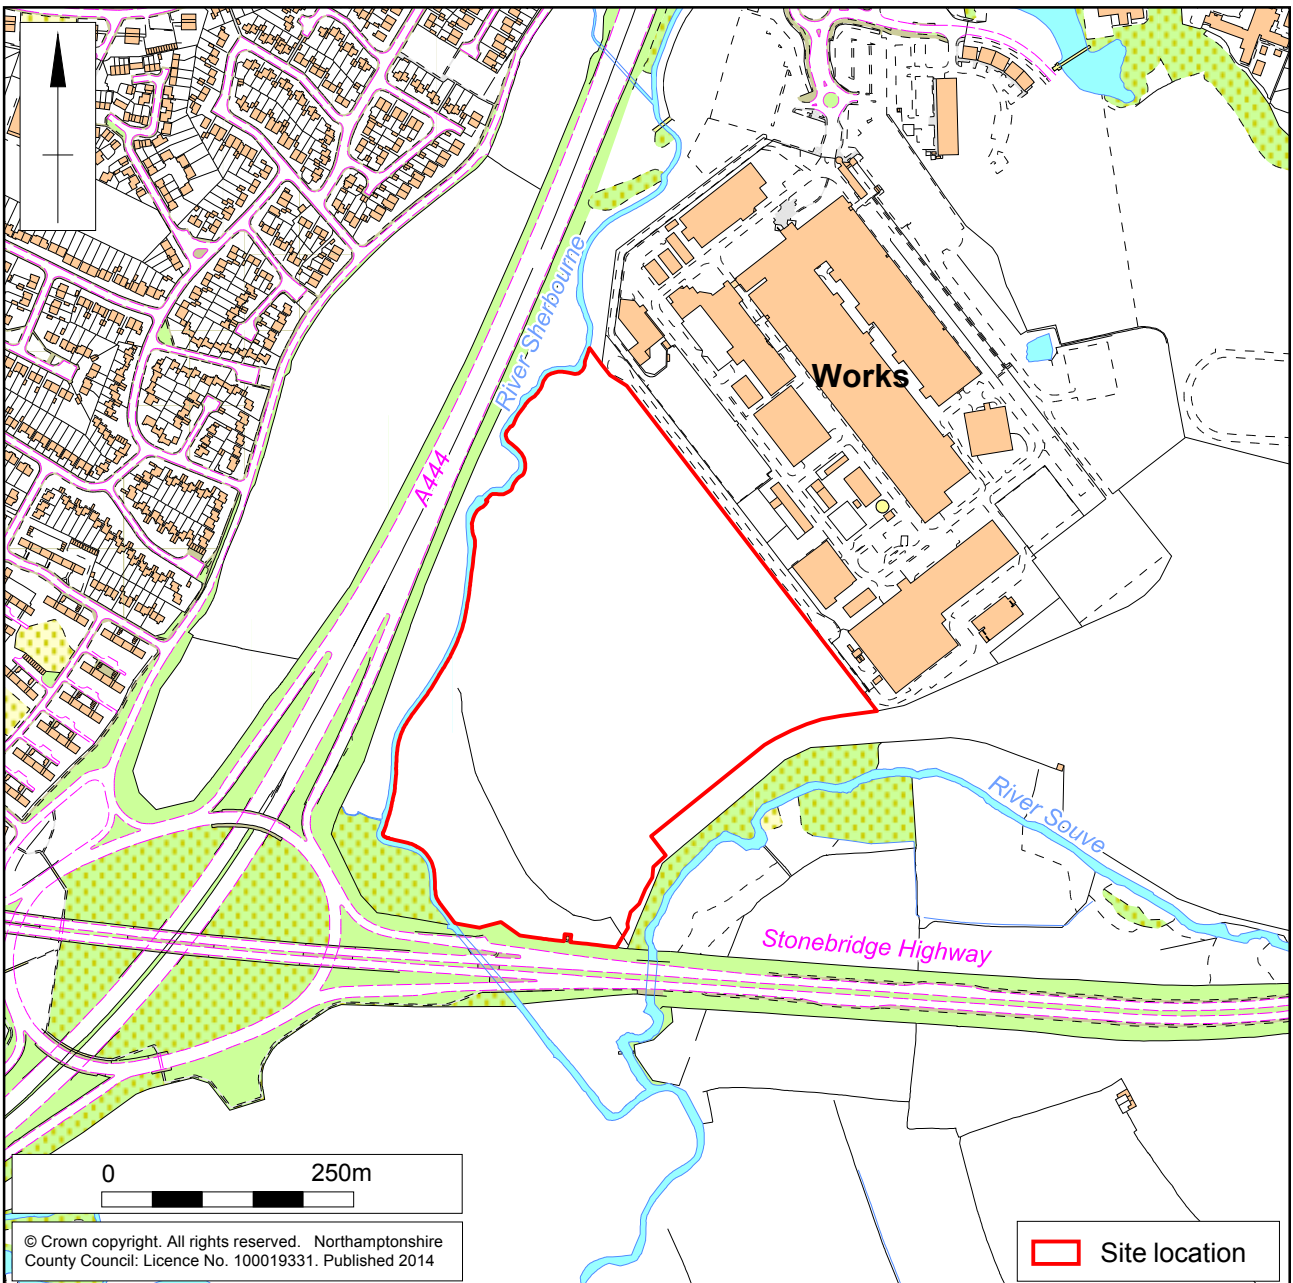 River Sherbourne
Works
A444
River Souve
Stonebridge Highway
0 250m
© Crown copyright. All rights reserved. Northamptonshire
County Council: Licence No. 100019331. Published 2014
Site location